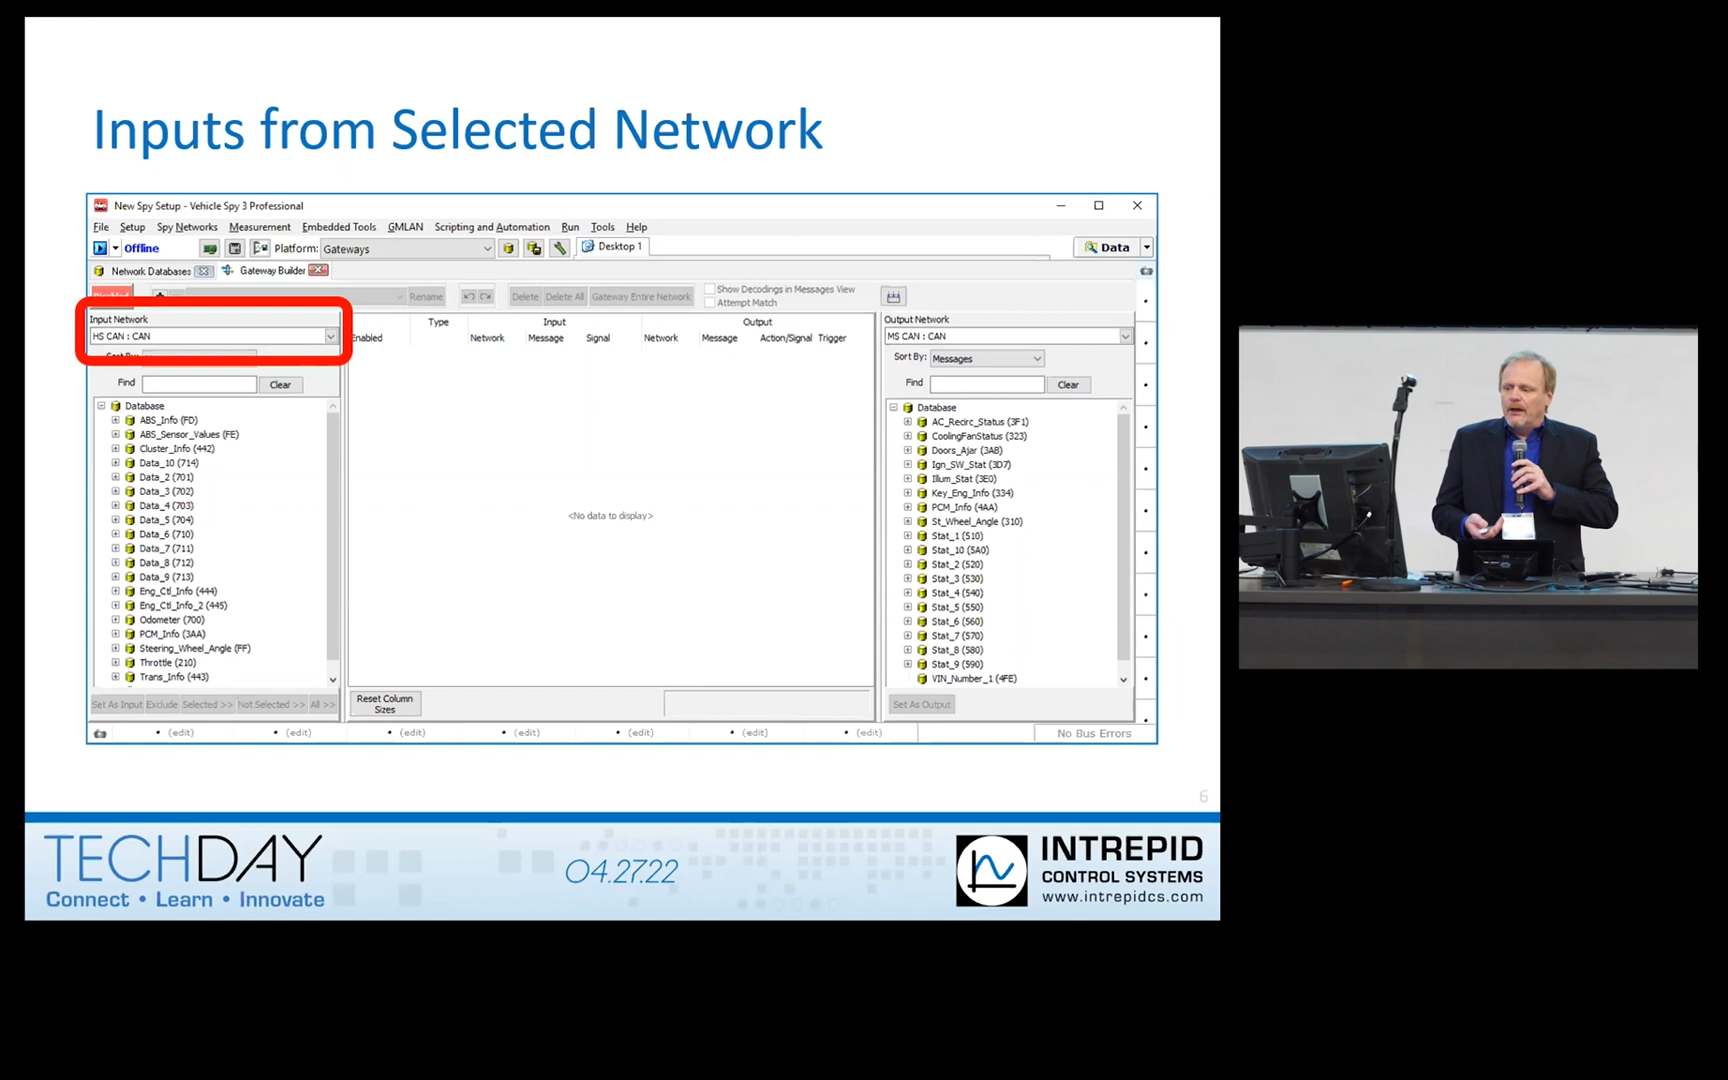 Inputs from Selected Network
New Spy Setup - Vehicle Spy 3 Professional
File Setup Spy Networks Measurement Embedded Tools GMLAN Scripting and Automation Run Tools Help
Offline Platform: Gateways Desktop 1 Data
Network Databases Gateway Builder
Rename Delete Delete All Gateway Entire Network Show Decodings in Messages View
Attempt Match
Input Network
HS CAN : CAN
Find Clear
Database
ABS_Info (FD)
ABS_Sensor_Values (FE)
Cluster_Info (442)
Data_10 (714)
Data_2 (701)
Data_3 (702)
Data_4 (703)
Data_5 (704)
Data_6 (710)
Data_7 (711)
Data_8 (712)
Data_9 (713)
Eng_Ctl_Info (444)
Eng_Ctl_Info_2 (445)
Odometer (700)
PCM_Info (3AA)
Steering_Wheel_Angle (FF)
Throttle (210)
Trans_Info (443)
Set As Input Exclude Selected >> Not Selected >> All >>
Type Input Output
Enabled Network Message Signal Network Message Action/Signal Trigger
<No data to display>
Reset Column
Sizes
Output Network
MS CAN : CAN
Sort By: Messages
Find Clear
Database
AC_Recirc_Status (3F1)
CoolingFanStatus (323)
Doors_Ajar (3AB)
Ign_SW_Stat (3D7)
Illum_Stat (3E0)
Key_Eng_Info (334)
PCM_Info (4AA)
St_Wheel_Angle (310)
Stat_1 (510)
Stat_10 (5A0)
Stat_2 (520)
Stat_3 (530)
Stat_4 (540)
Stat_5 (550)
Stat_6 (560)
Stat_7 (570)
Stat_8 (580)
Stat_9 (590)
VIN_Number_1 (4FE)
Set As Output
(edit) (edit) (edit) (edit) (edit) (edit) (edit) No Bus Errors
6
TECHDAY
Connect • Learn • Innovate
04.27.22
INTREPID
CONTROL SYSTEMS
www.intrepidcs.com